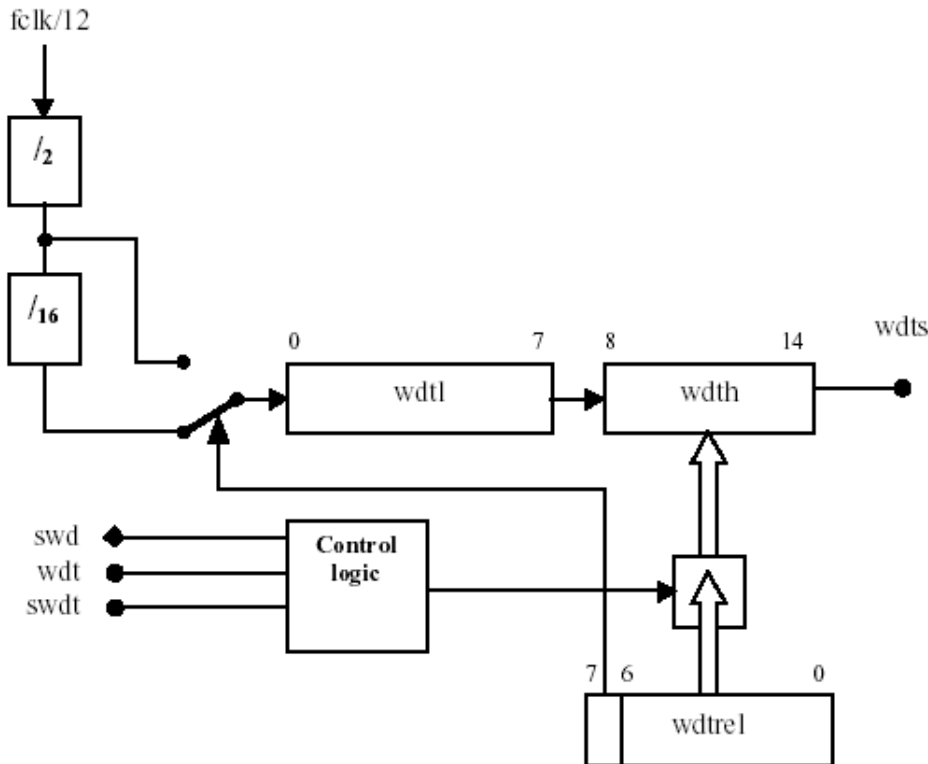 fclk/12
/2
/16
0 7 8 14 wdts
wdtl wdth
swd
wdt
swdt
Control
logic
7 6 0
wdtrel